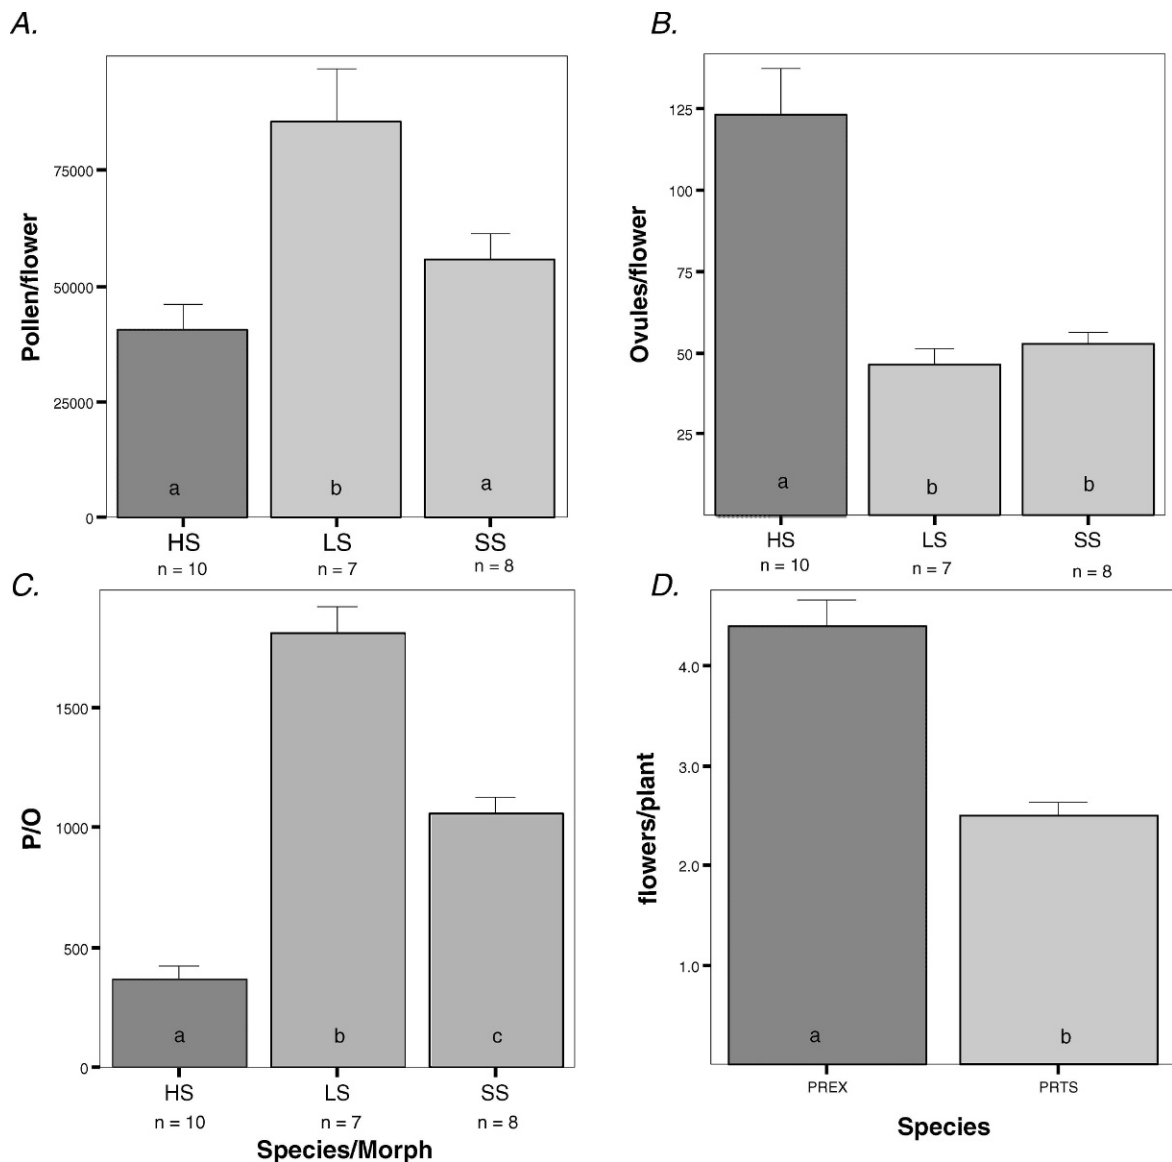 A.
Pollen/flower
75000
50000
25000
0
a
b
a
HS
LS
SS
n = 10
n = 7
n = 8
B.
Ovules/flower
125
100
75
50
25
a
b
b
HS
LS
SS
n = 10
n = 7
n = 8
C.
P/O
1500
1000
500
0
a
b
c
HS
LS
SS
n = 10
n = 7
n = 8
Species/Morph
D.
flowers/plant
4.0
3.0
2.0
1.0
a
b
PREX
PRTS
Species